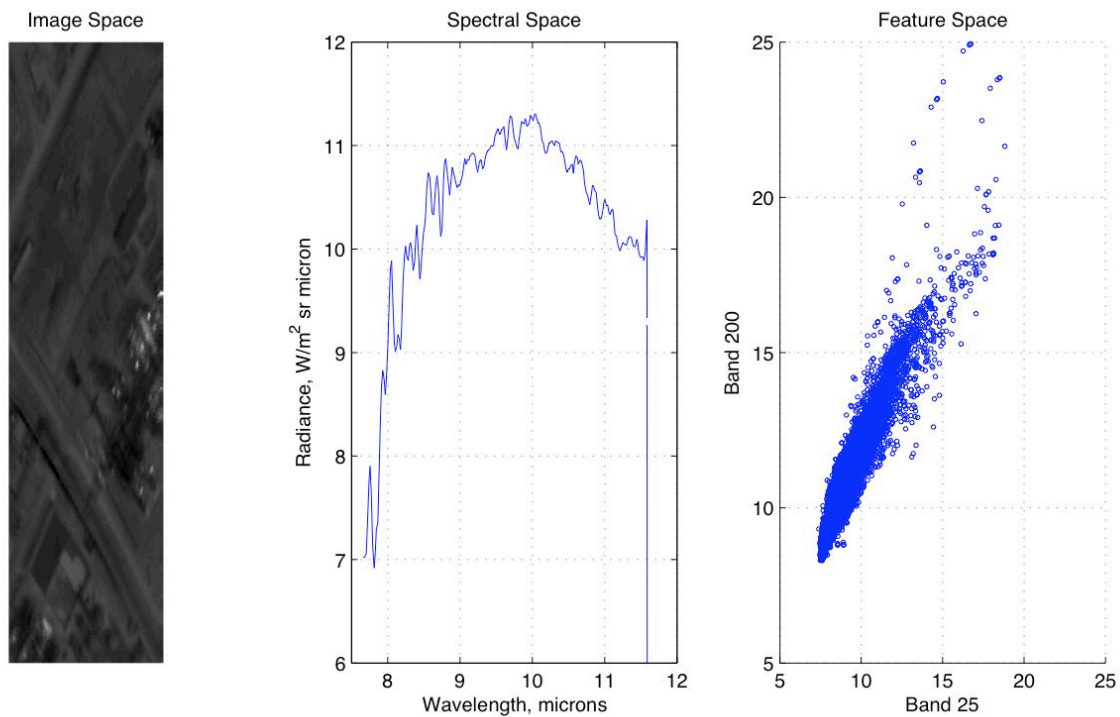 Image Space
Spectral Space
12
11
10
9
8
7
6
Radiance, W/m² sr micron
8 9 10 11 12
Wavelength, microns
Feature Space
25
20
15
10
5
Band 200
5 10 15 20 25
Band 25